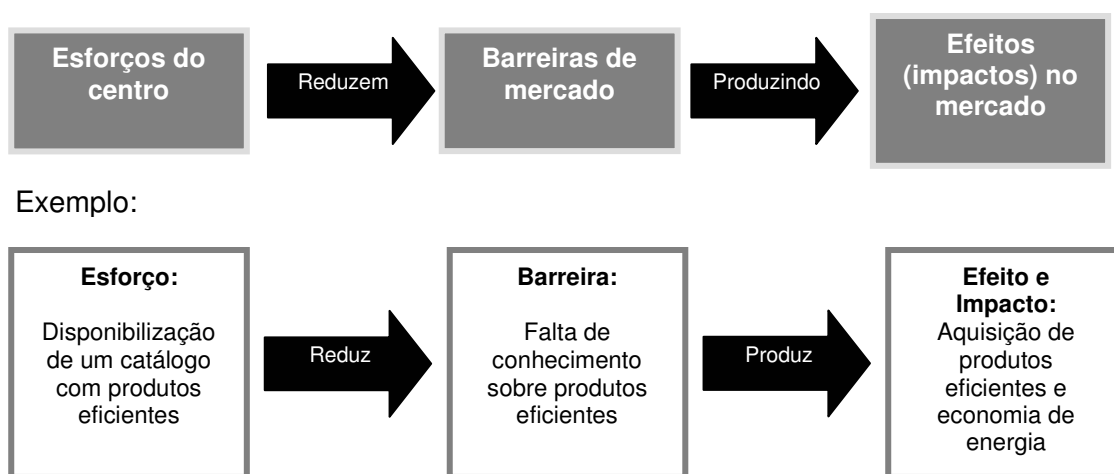 Esforços do
centro
Reduzem
Barreiras de
mercado
Produzindo
Efeitos
(impactos) no
mercado
Exemplo:
Esforço:
Disponibilização
de um catálogo
com produtos
eficientes
Reduz
Barreira:
Falta de
conhecimento
sobre produtos
eficientes
Produz
Efeito e
Impacto:
Aquisição de
produtos
eficientes e
economia de
energia